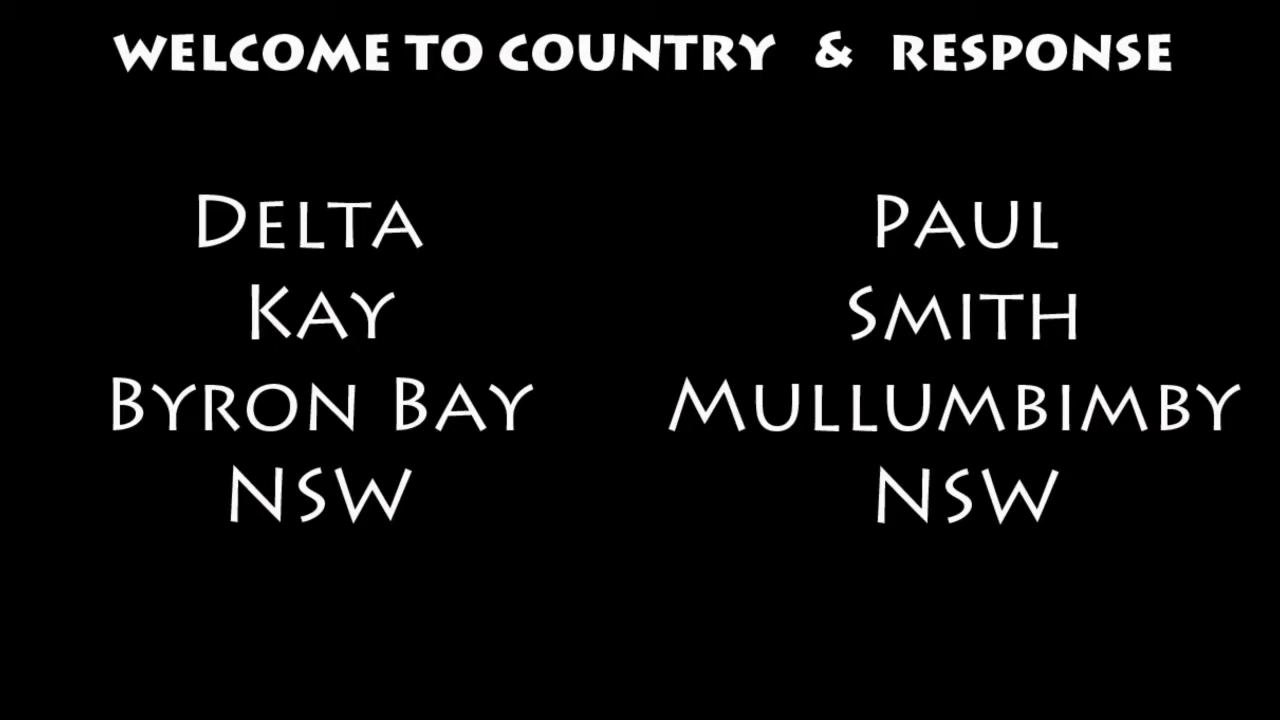 WELCOME TO COUNTRY & RESPONSE
DELTA
KAY
BYRON BAY
NSW
PAUL
SMITH
MULLUMBIMBY
NSW